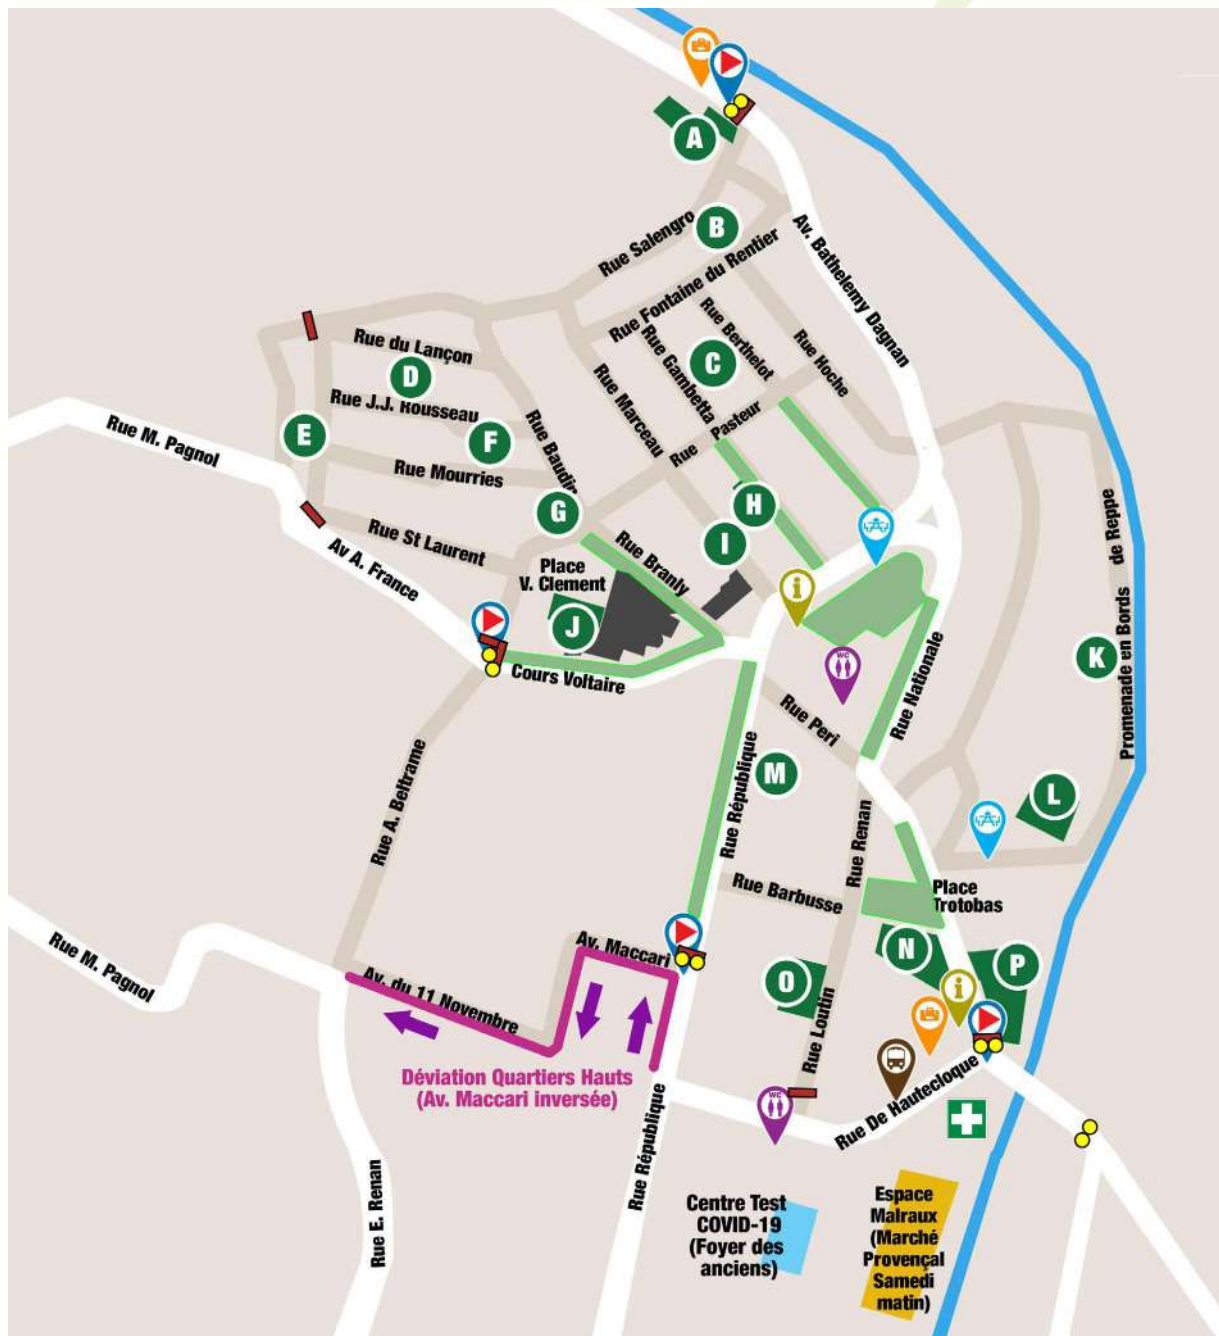 A
B
Rue Salengro
Rue Fontaine du Rentier
Av. Bathelemy Dagnan
Rue du Lançon
Rue Berthelot
Rue Gambetta
C
Rue Hoche
D
Rue Marceau
Rue J.J. Rousseau
Rue Pasteur
Rue M. Pagnol
E
F
Rue Baudin
Rue Mourries
G
H
I
Rue St Laurent
Rue Branly
Av A. France
Place
V. Clement
i
J
WC
K
Promenade en Bords de Reppe
Cours Voltaire
Rue Nationale
Rue Peri
M
L
Rue République
Rue A. Beltrame
Rue Renan
Rue Barbusse
Place
Trotobas
Rue M. Pagnol
Av. Maccari
N
P
O
i
Av. du 11 Novembre
Rue Loutin
Déviation Quartiers Hauts
(Av. Maccari inversée)
WC
Rue De Hautecloque
Rue République
Rue E. Renan
Centre Test
COVID-19
(Foyer des
anciens)
Espace
Malraux
(Marché
Provençal
Samedi
matin)